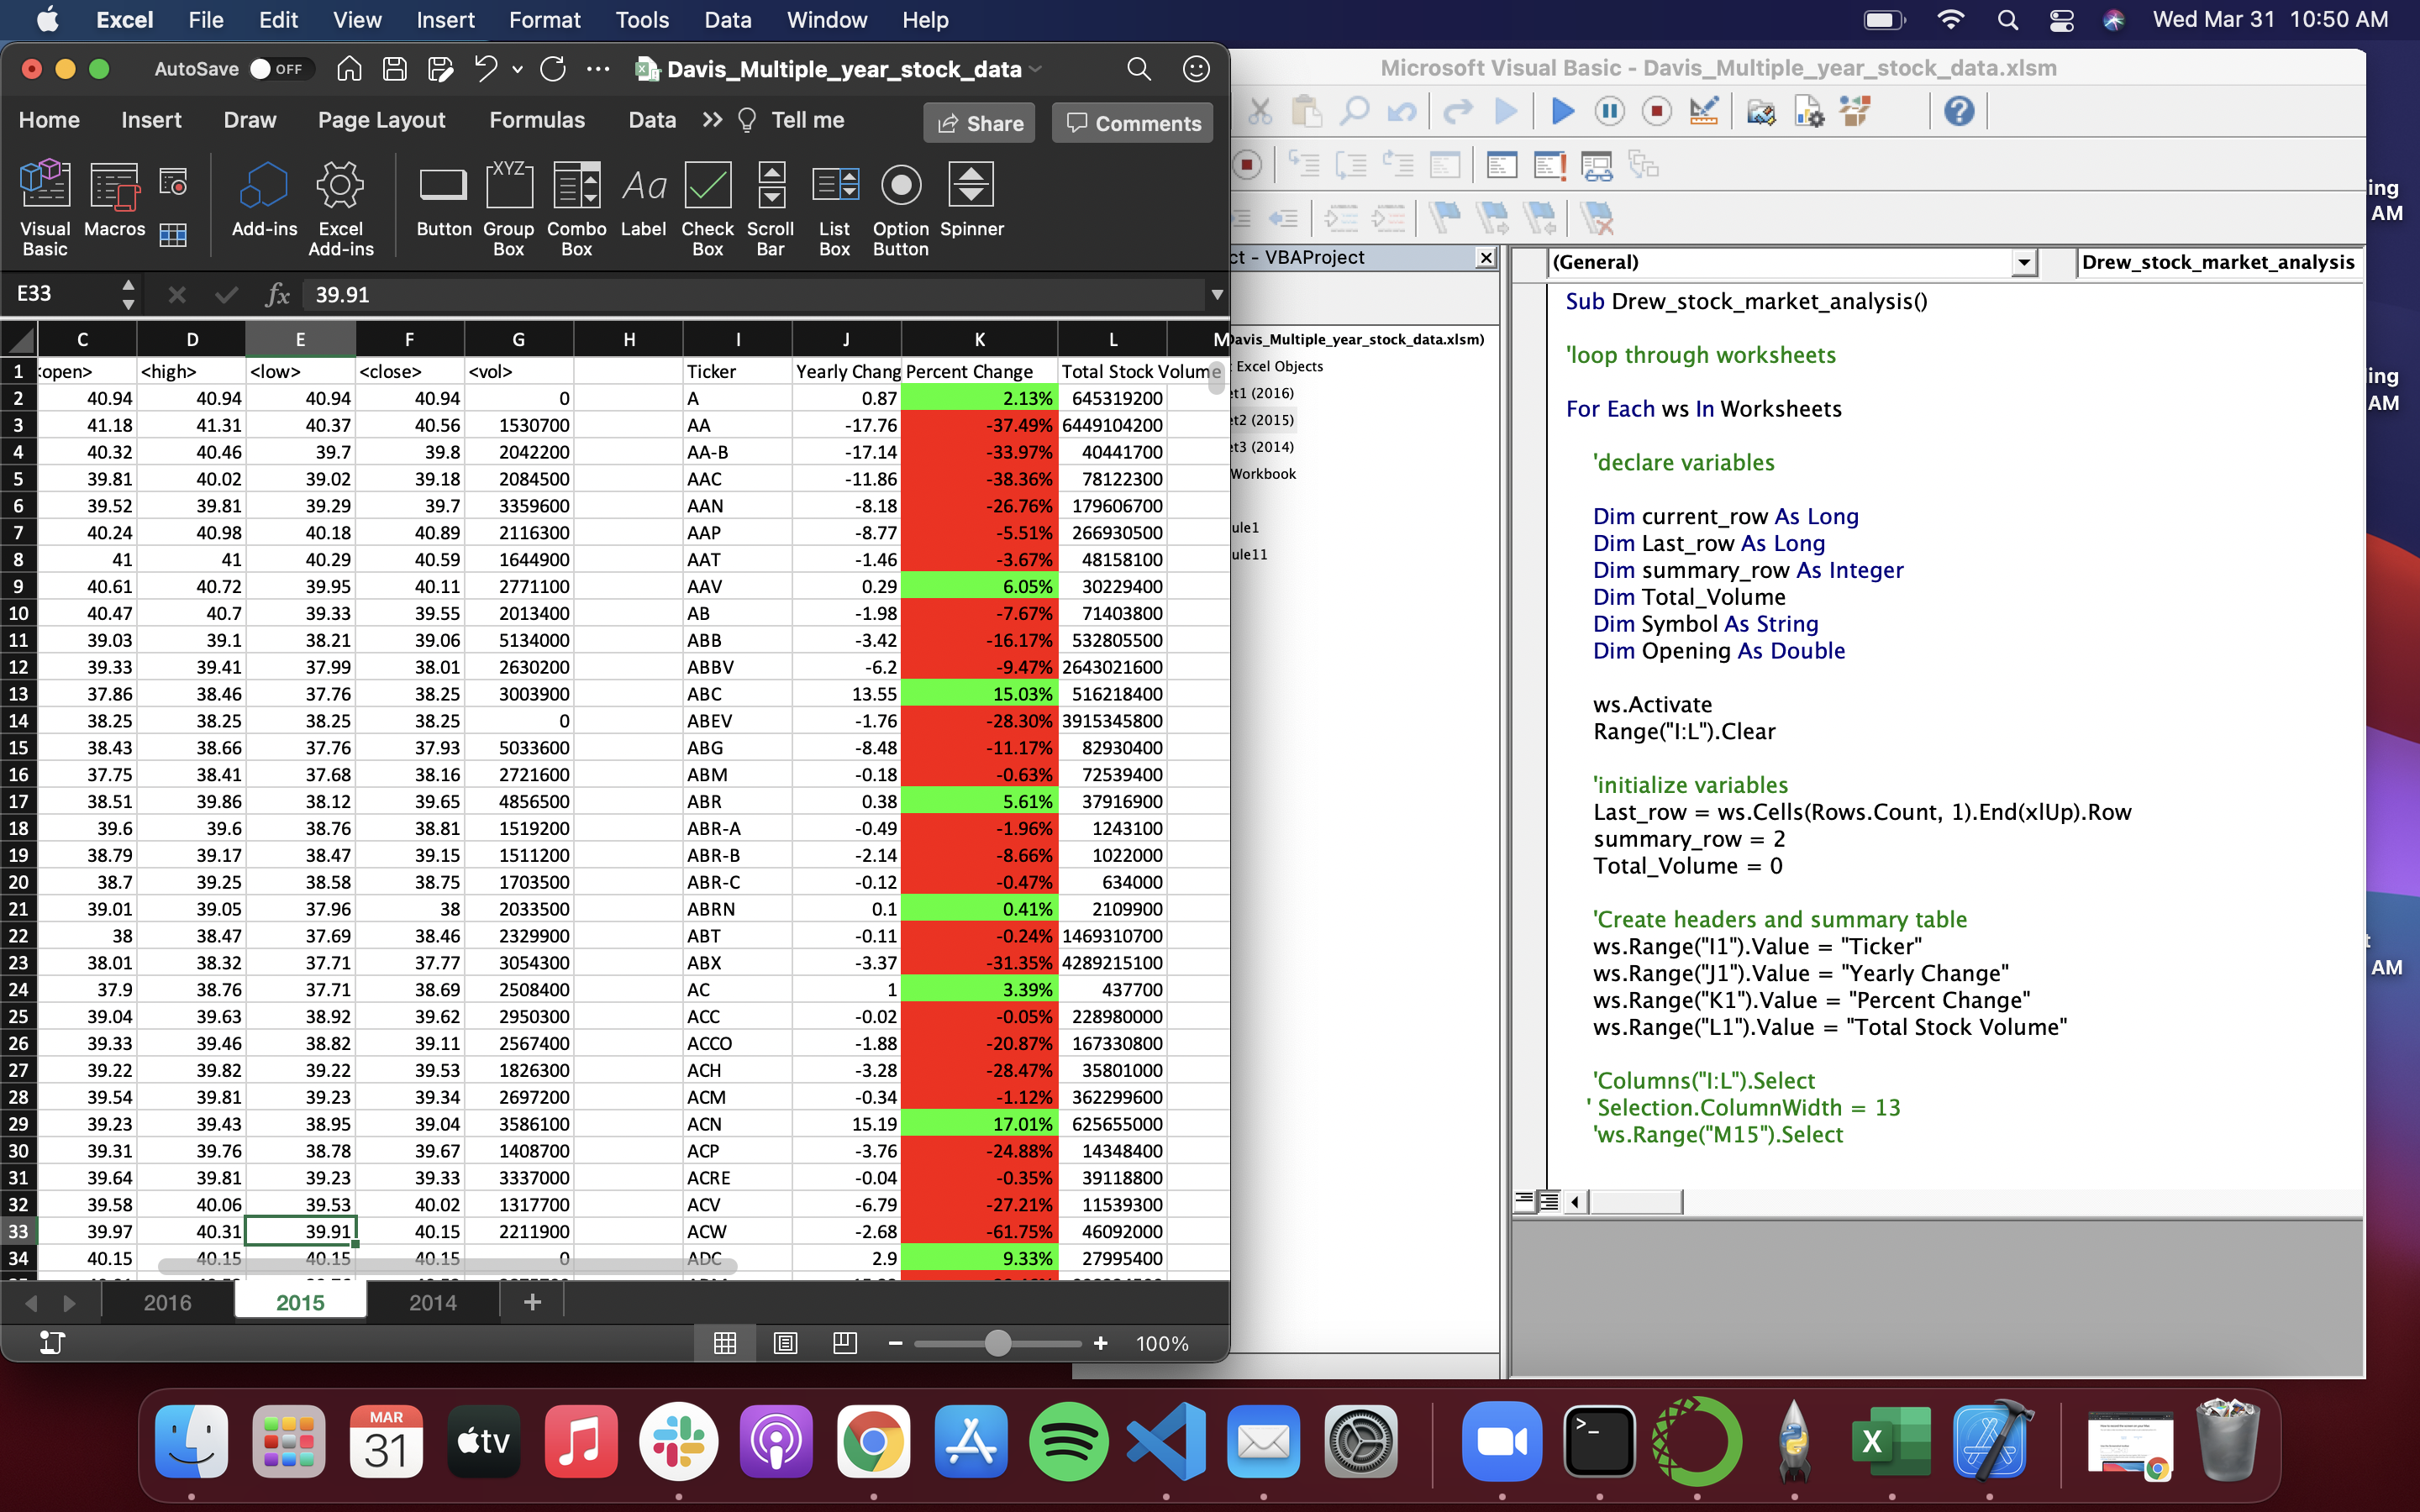 Excel File Edit View Insert Format Tools Data Window Help Wed Mar 31 10:50 AM
AutoSave OFF Davis_Multiple_year_stock_data
Home Insert Draw Page Layout Formulas Data Tell me Share Comments
Visual Basic Macros Add-ins Excel Add-ins Button Group Box Combo Box Label Check Box Scroll Bar List Box Option Button Spinner
E33 fx 39.91
C D E F G H I J K L M
1 <open> <high> <low> <close> <vol> Ticker Yearly Chang Percent Change Total Stock Volume
2 40.94 40.94 40.94 40.94 0 A 0.87 2.13% 645319200
3 41.18 41.31 40.37 40.56 1530700 AA -17.76 -37.49% 6449104200
4 40.32 40.46 39.7 39.8 2042200 AA-B -17.14 -33.97% 40441700
5 39.81 40.02 39.02 39.18 2084500 AAC -11.86 -38.36% 78122300
6 39.52 39.81 39.29 39.7 3359600 AAN -8.18 -26.76% 179606700
7 40.24 40.98 40.18 40.89 2116300 AAP -8.77 -5.51% 266930500
8 41 41 40.29 40.59 1644900 AAT -1.46 -3.67% 48158100
9 40.61 40.72 39.95 40.11 2771100 AAV 0.29 6.05% 30229400
10 40.47 40.7 39.33 39.55 2013400 AB -1.98 -7.67% 71403800
11 39.03 39.1 38.21 39.06 5134000 ABB -3.42 -16.17% 532805500
12 39.33 39.41 37.99 38.01 2630200 ABBV -6.2 -9.47% 2643021600
13 37.86 38.46 37.76 38.25 3003900 ABC 13.55 15.03% 516218400
14 38.25 38.25 38.25 38.25 0 ABEV -1.76 -28.30% 3915345800
15 38.43 38.66 37.76 37.93 5033600 ABG -8.48 -11.17% 82930400
16 37.75 38.41 37.68 38.16 2721600 ABM -0.18 -0.63% 72539400
17 38.51 39.86 38.12 39.65 4856500 ABR 0.38 5.61% 37916900
18 39.6 39.6 38.76 38.81 1519200 ABR-A -0.49 -1.96% 1243100
19 38.79 39.17 38.47 39.15 1511200 ABR-B -2.14 -8.66% 1022000
20 38.7 39.25 38.58 38.75 1703500 ABR-C -0.12 -0.47% 634000
21 39.01 39.05 37.96 38 2033500 ABRN 0.1 0.41% 2109900
22 38 38.47 37.69 38.46 2329900 ABT -0.11 -0.24% 1469310700
23 38.01 38.32 37.71 37.77 3054300 ABX -3.37 -31.35% 4289215100
24 37.9 38.76 37.71 38.69 2508400 AC 1 3.39% 437700
25 39.04 39.63 38.92 39.62 2950300 ACC -0.02 -0.05% 228980000
26 39.33 39.46 38.82 39.11 2567400 ACCO -1.88 -20.87% 167330800
27 39.22 39.82 39.22 39.53 1826300 ACH -3.28 -28.47% 35801000
28 39.54 39.81 39.23 39.34 2697200 ACM -0.34 -1.12% 362299600
29 39.23 39.43 38.95 39.04 3586100 ACN 15.19 17.01% 625655000
30 39.31 39.76 38.78 39.67 1408700 ACP -3.76 -24.88% 14348400
31 39.64 39.81 39.23 39.33 3337000 ACRE -0.04 -0.35% 39118800
32 39.58 40.06 39.53 40.02 1317700 ACV -6.79 -27.21% 11539300
33 39.97 40.31 39.91 40.15 2211900 ACW -2.68 -61.75% 46092000
34 40.15 40.15 40.15 40.15 0 ADC 2.9 9.33% 27995400
2016 2015 2014
100%
Microsoft Visual Basic - Davis_Multiple_year_stock_data.xlsm
ct - VBAProject
Davis_Multiple_year_stock_data.xlsm)
Excel Objects
et1 (2016)
et2 (2015)
et3 (2014)
Workbook
ule1
ule11
(General) Drew_stock_market_analysis
Sub Drew_stock_market_analysis()
'loop through worksheets
For Each ws In Worksheets
'declare variables
Dim current_row As Long
Dim Last_row As Long
Dim summary_row As Integer
Dim Total_Volume
Dim Symbol As String
Dim Opening As Double
ws.Activate
Range("I:L").Clear
'initialize variables
Last_row = ws.Cells(Rows.Count, 1).End(xlUp).Row
summary_row = 2
Total_Volume = 0
'Create headers and summary table
ws.Range("I1").Value = "Ticker"
ws.Range("J1").Value = "Yearly Change"
ws.Range("K1").Value = "Percent Change"
ws.Range("L1").Value = "Total Stock Volume"
'Columns("I:L").Select
' Selection.ColumnWidth = 13
'ws.Range("M15").Select
ing
AM
ing
AM
t
AM
MAR
31
tv
>_
X